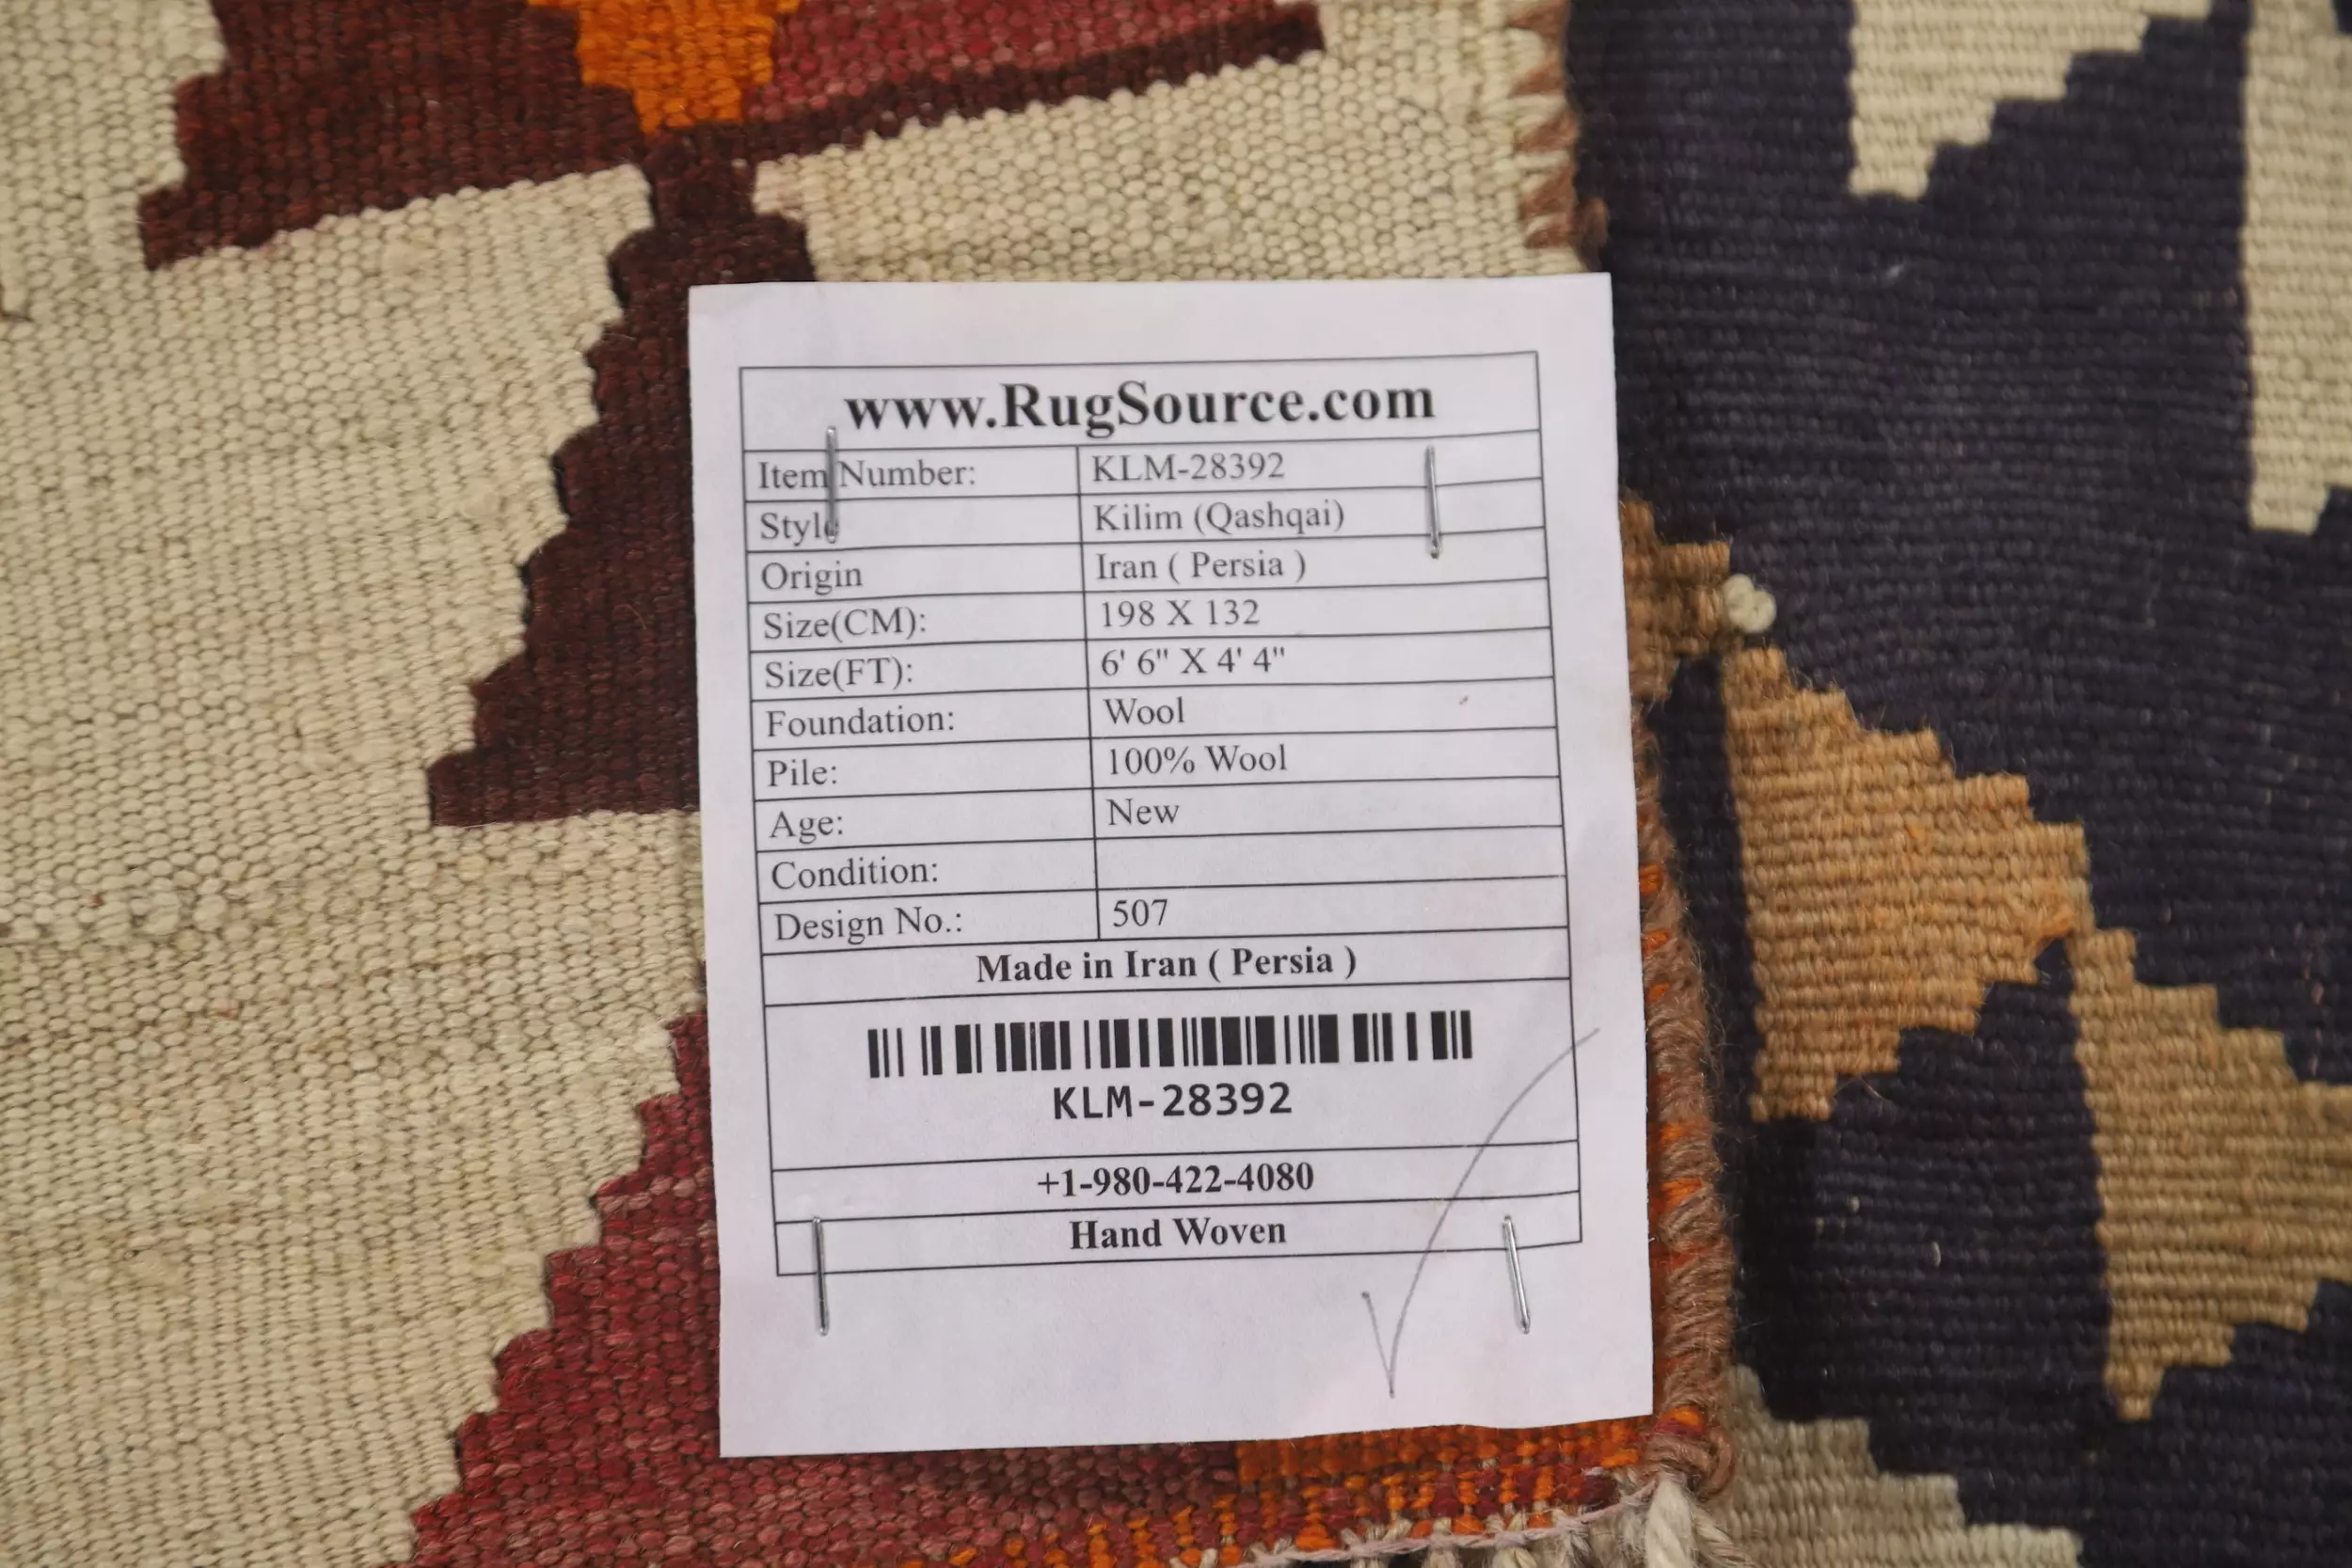 www.RugSource.com
Item Number: KLM-28392
Style Kilim (Qashqai)
Origin Iran ( Persia )
Size(CM): 198 X 132
Size(FT): 6' 6" X 4' 4"
Foundation: Wool
Pile: 100% Wool
Age: New
Condition:
Design No.: 507
Made in Iran ( Persia )
KLM-28392
+1-980-422-4080
Hand Woven